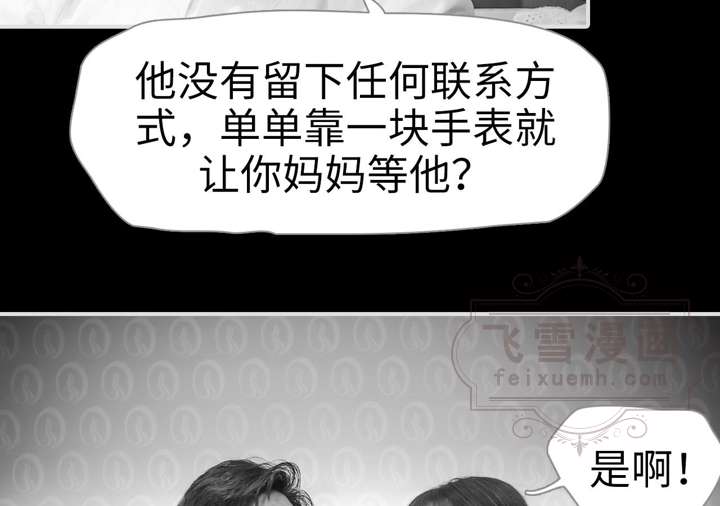 他没有留下任何联系方
式，单单靠一块手表就
让你妈妈等他？
飞雪漫画
feixuemh.com
是啊！